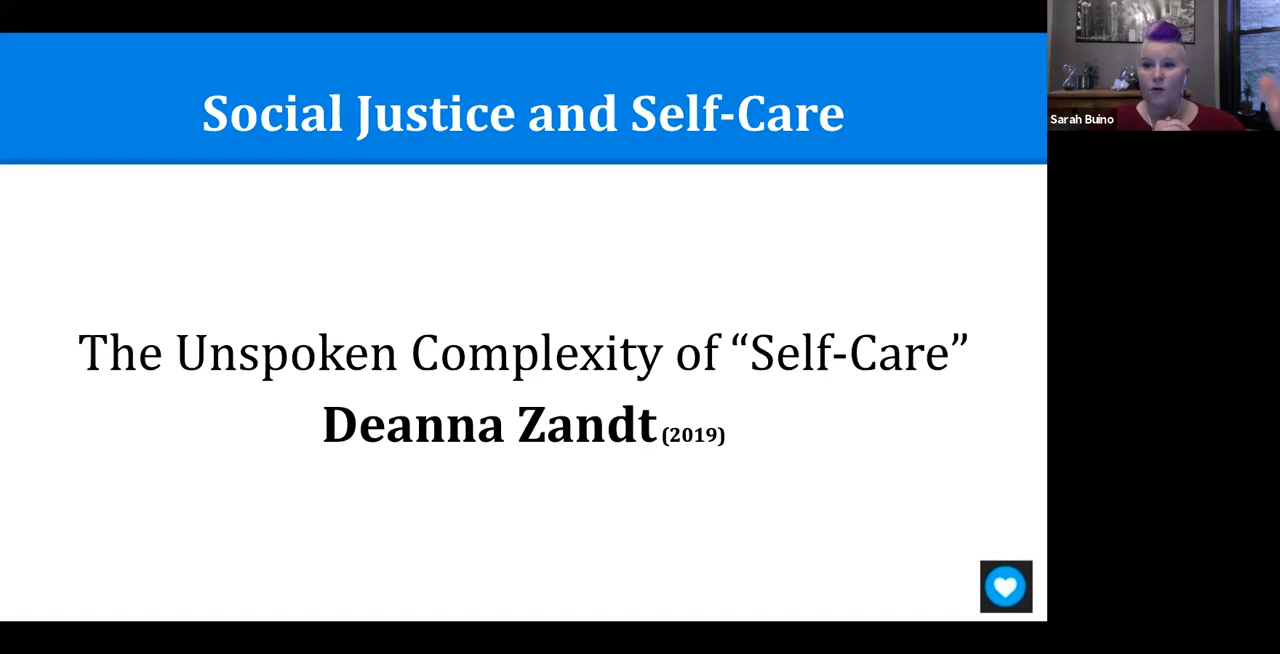 Social Justice and Self-Care
Sarah Buino
The Unspoken Complexity of “Self-Care”
Deanna Zandt (2019)